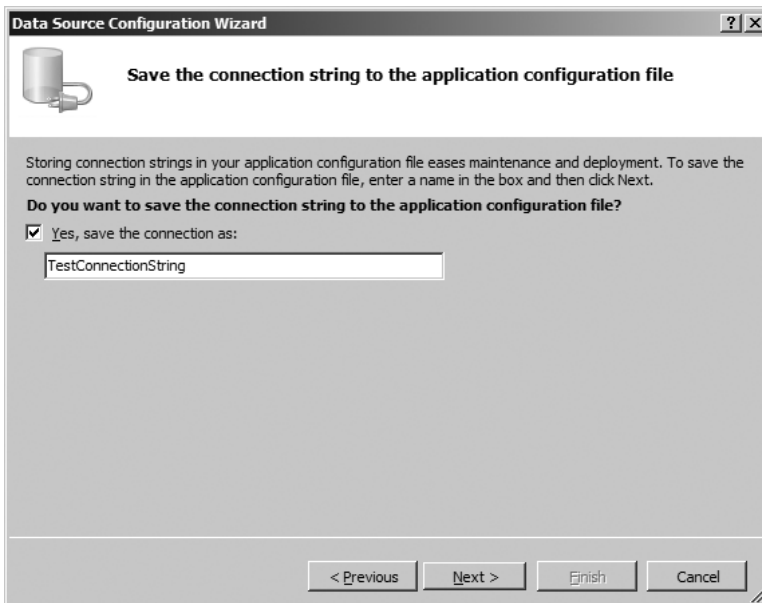 Data Source Configuration Wizard
Save the connection string to the application configuration file
Storing connection strings in your application configuration file eases maintenance and deployment. To save the
connection string in the application configuration file, enter a name in the box and then click Next.
Do you want to save the connection string to the application configuration file?
Yes, save the connection as:
TestConnectionString
< Previous Next > Finish Cancel